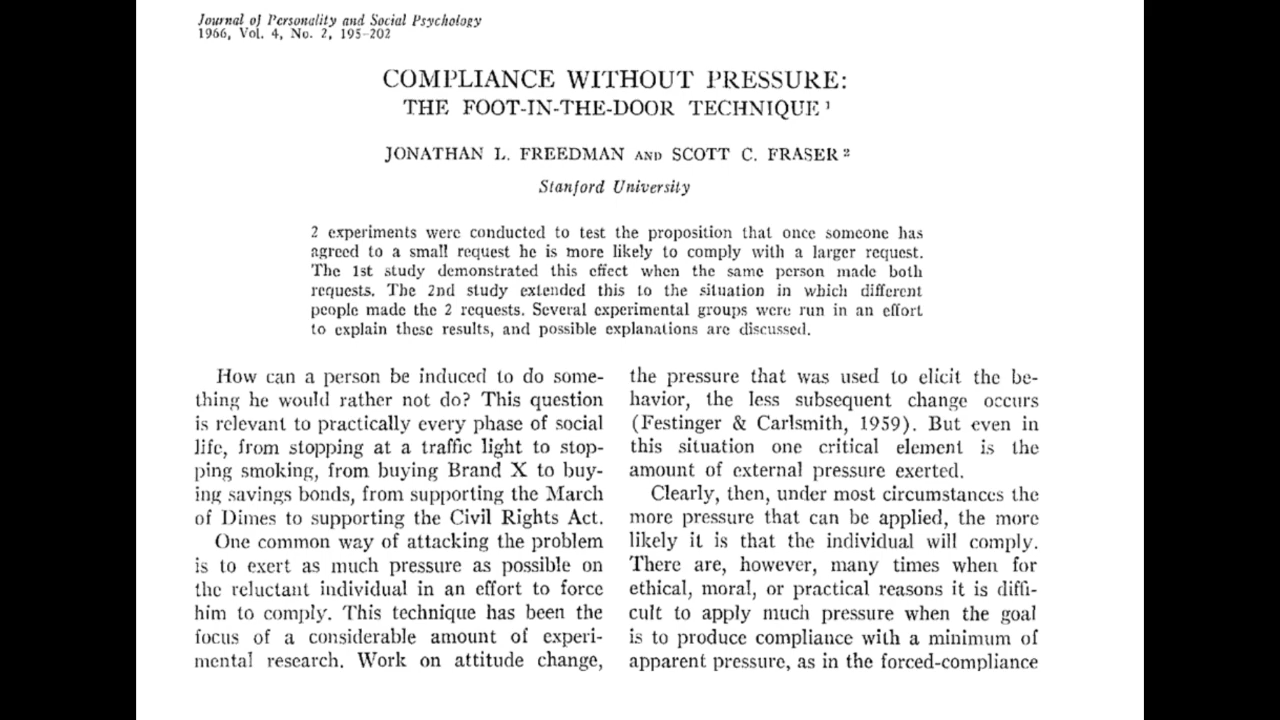 Journal of Personality and Social Psychology
1966, Vol. 4, No. 2, 195-202
COMPLIANCE WITHOUT PRESSURE:
THE FOOT-IN-THE-DOOR TECHNIQUE 1
JONATHAN L. FREEDMAN AND SCOTT C. FRASER 2
Stanford University
2 experiments were conducted to test the proposition that once someone has
agreed to a small request he is more likely to comply with a larger request.
The 1st study demonstrated this effect when the same person made both
requests. The 2nd study extended this to the situation in which different
people made the 2 requests. Several experimental groups were run in an effort
to explain these results, and possible explanations are discussed.
How can a person be induced to do some-
thing he would rather not do? This question
is relevant to practically every phase of social
life, from stopping at a traffic light to stop-
ping smoking, from buying Brand X to buy-
ing savings bonds, from supporting the March
of Dimes to supporting the Civil Rights Act.
One common way of attacking the problem
is to exert as much pressure as possible on
the reluctant individual in an effort to force
him to comply. This technique has been the
focus of a considerable amount of experi-
mental research. Work on attitude change,
the pressure that was used to elicit the be-
havior, the less subsequent change occurs
(Festinger & Carlsmith, 1959). But even in
this situation one critical element is the
amount of external pressure exerted.
Clearly, then, under most circumstances the
more pressure that can be applied, the more
likely it is that the individual will comply.
There are, however, many times when for
ethical, moral, or practical reasons it is diffi-
cult to apply much pressure when the goal
is to produce compliance with a minimum of
apparent pressure, as in the forced-compliance